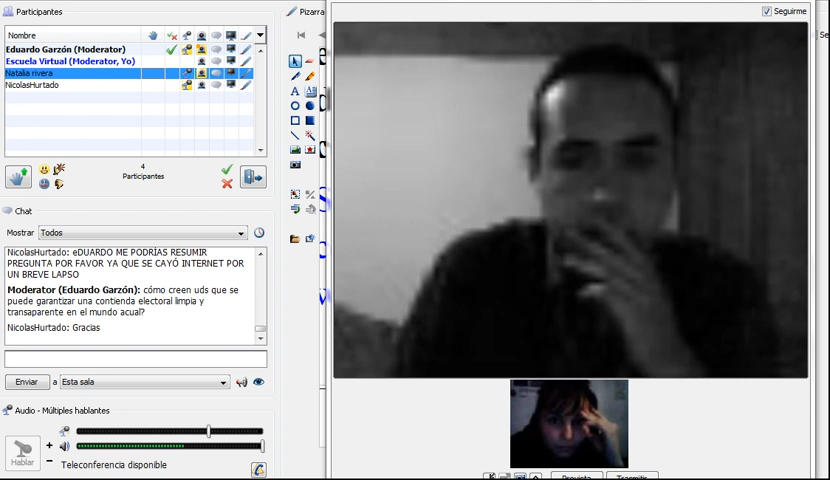 Participantes
Pizarra
Seguirme
Nombre
Eduardo Garzón (Moderator)
Escuela Virtual (Moderator, Yo)
Natalia rivera
NicolasHurtado
4
Participantes
Chat
Mostrar Todos
NicolasHurtado: eDUARDO ME PODRÍAS RESUMIR
PREGUNTA POR FAVOR YA QUE SE CAYÓ INTERNET POR
UN BREVE LAPSO
Moderator (Eduardo Garzón): cómo creen uds que se
puede garantizar una contienda electoral limpia y
transparente en el mundo acual?
NicolasHurtado: Gracias
Enviar a Esta sala
Audio - Múltiples hablantes
Hablar
Teleconferencia disponible